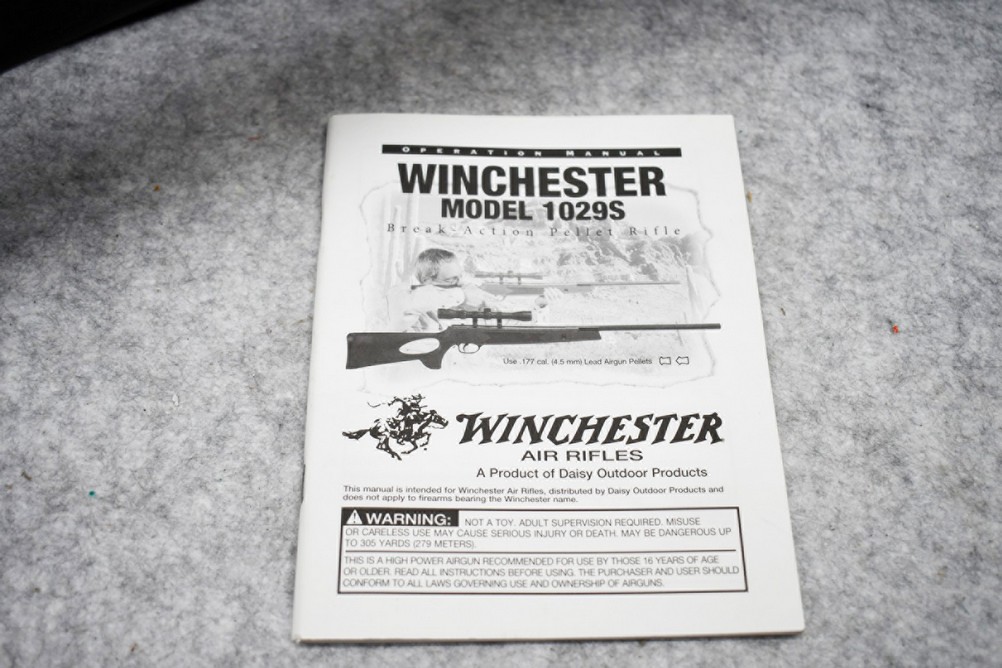 OPERATION MANUAL
WINCHESTER
MODEL 1029S
Break-Action Pellet Rifle
Use .177 cal. (4.5 mm) Lead Airgun Pellets
WINCHESTER
AIR RIFLES
A Product of Daisy Outdoor Products
This manual is intended for Winchester Air Rifles, distributed by Daisy Outdoor Products and
does not apply to firearms bearing the Winchester name.
WARNING: NOT A TOY. ADULT SUPERVISION REQUIRED. MISUSE
OR CARELESS USE MAY CAUSE SERIOUS INJURY OR DEATH. MAY BE DANGEROUS UP
TO 305 YARDS (279 METERS).
THIS IS A HIGH POWER AIRGUN RECOMMENDED FOR USE BY THOSE 16 YEARS OF AGE
OR OLDER. READ ALL INSTRUCTIONS BEFORE USING. THE PURCHASER AND USER SHOULD
CONFORM TO ALL LAWS GOVERNING USE AND OWNERSHIP OF AIRGUNS.